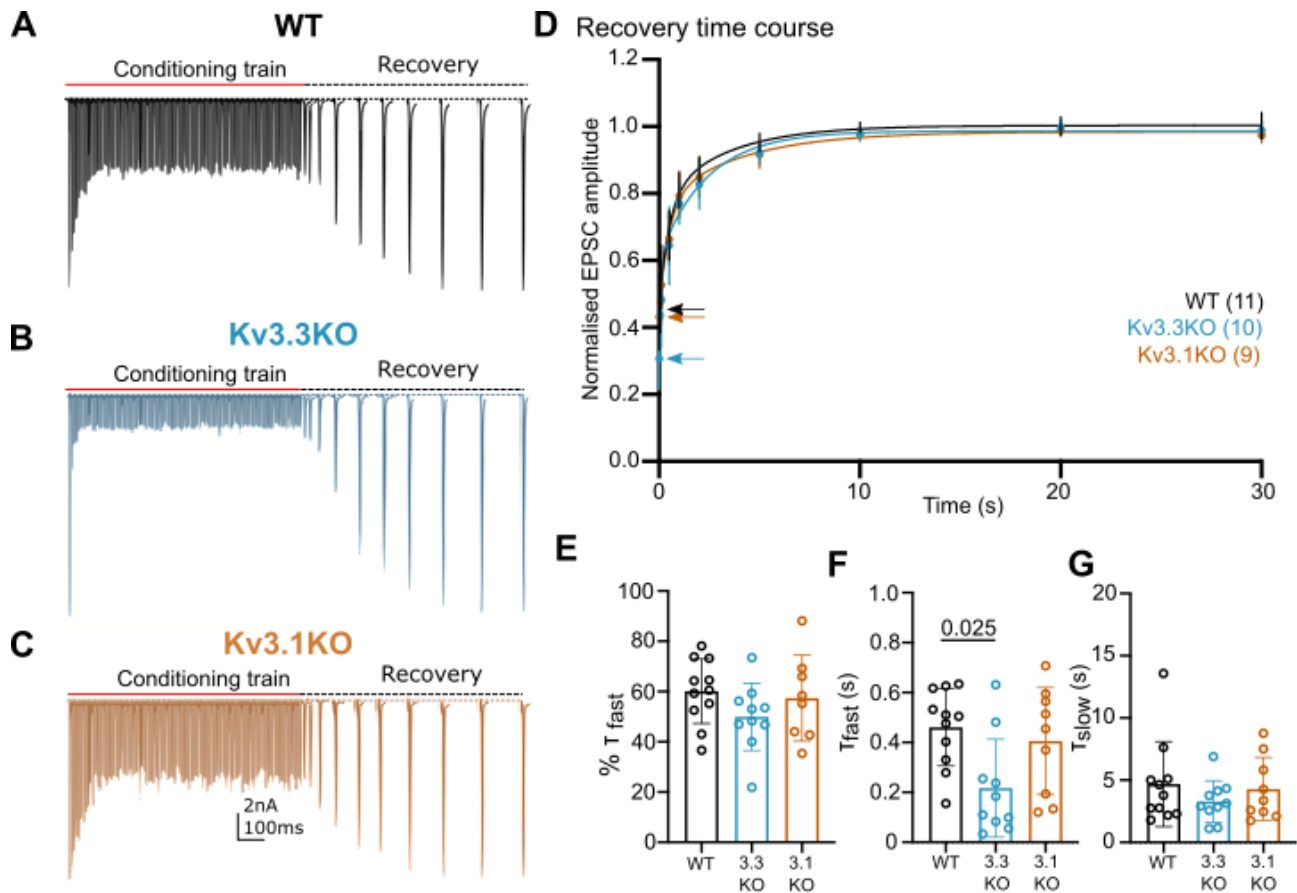 A
WT
Conditioning train
Recovery
B
Kv3.3KO
Conditioning train
Recovery
C
Kv3.1KO
Conditioning train
Recovery
2nA
100ms
D Recovery time course
Normalised EPSC amplitude
1.2
1.0
0.8
0.6
0.4
0.2
0.0
0
10
20
30
Time (s)
WT (11)
Kv3.3KO (10)
Kv3.1KO (9)
E
% τ fast
100
80
60
40
20
0
WT
3.3
KO
3.1
KO
F
τfast (s)
1.0
0.8
0.6
0.4
0.2
0
0.025
WT
3.3
KO
3.1
KO
G
τslow (s)
20
15
10
5
0
WT
3.3
KO
3.1
KO